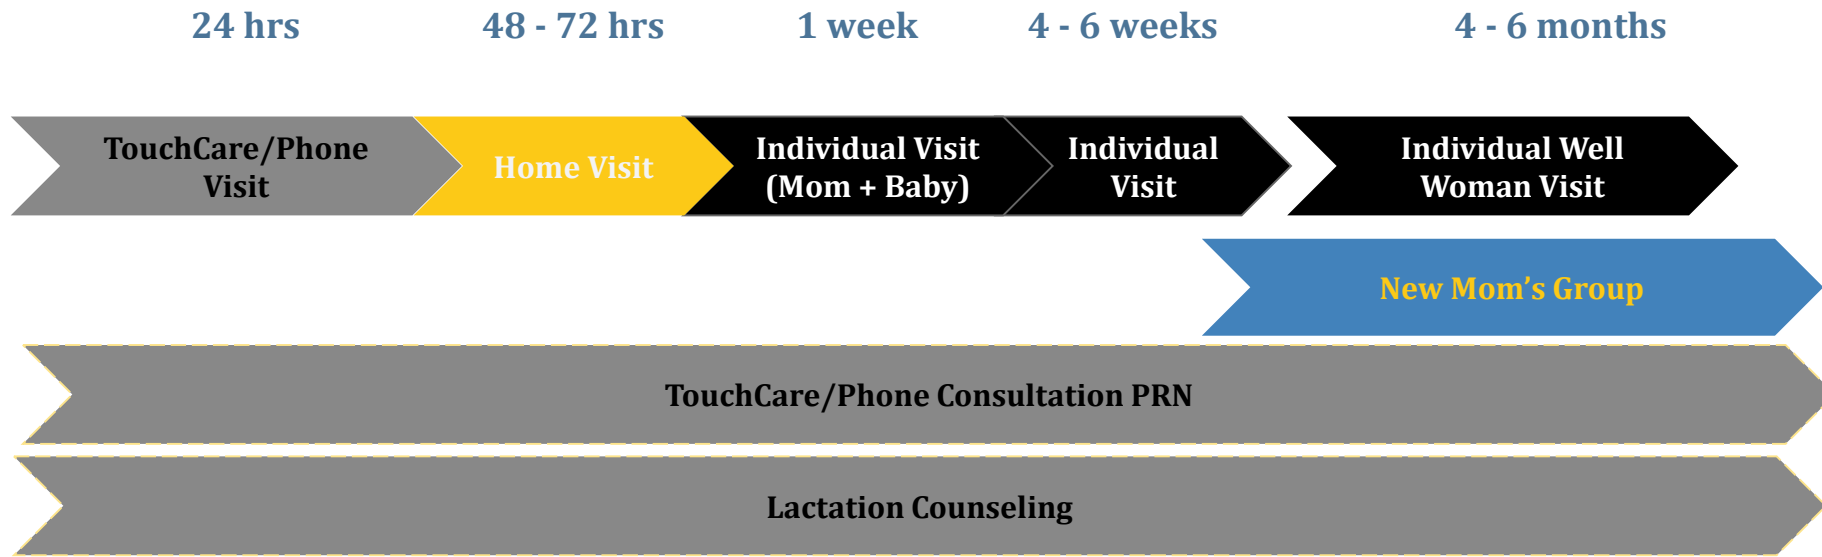 24 hrs
48 - 72 hrs
1 week
4 - 6 weeks
4 - 6 months
TouchCare/Phone
Visit
Home Visit
Individual Visit
(Mom + Baby)
Individual
Visit
Individual Well
Woman Visit
New Mom’s Group
TouchCare/Phone Consultation PRN
Lactation Counseling